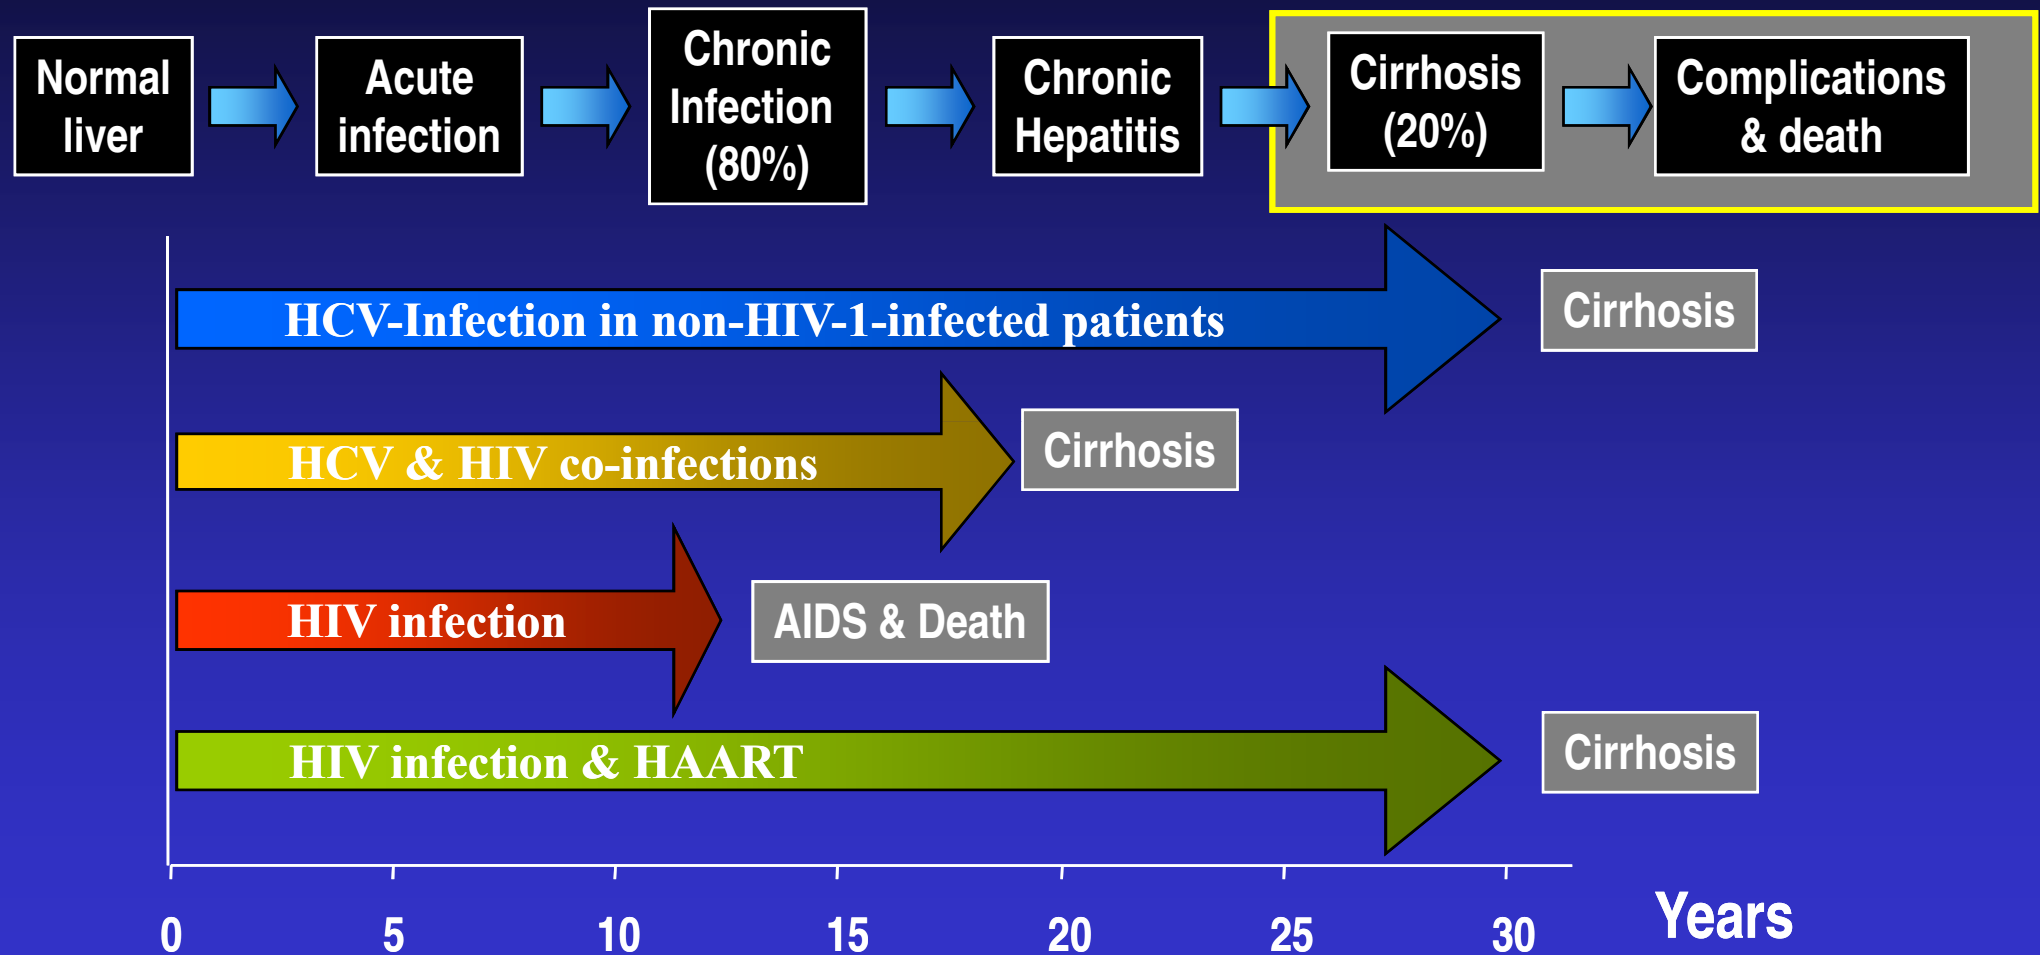 Normal
liver
Acute
infection
Chronic
Infection
(80%)
Chronic
Hepatitis
Cirrhosis
(20%)
Complications
& death
HCV-Infection in non-HIV-1-infected patients
Cirrhosis
HCV & HIV co-infections
Cirrhosis
HIV infection
AIDS & Death
HIV infection & HAART
Cirrhosis
0 5 10 15 20 25 30 Years